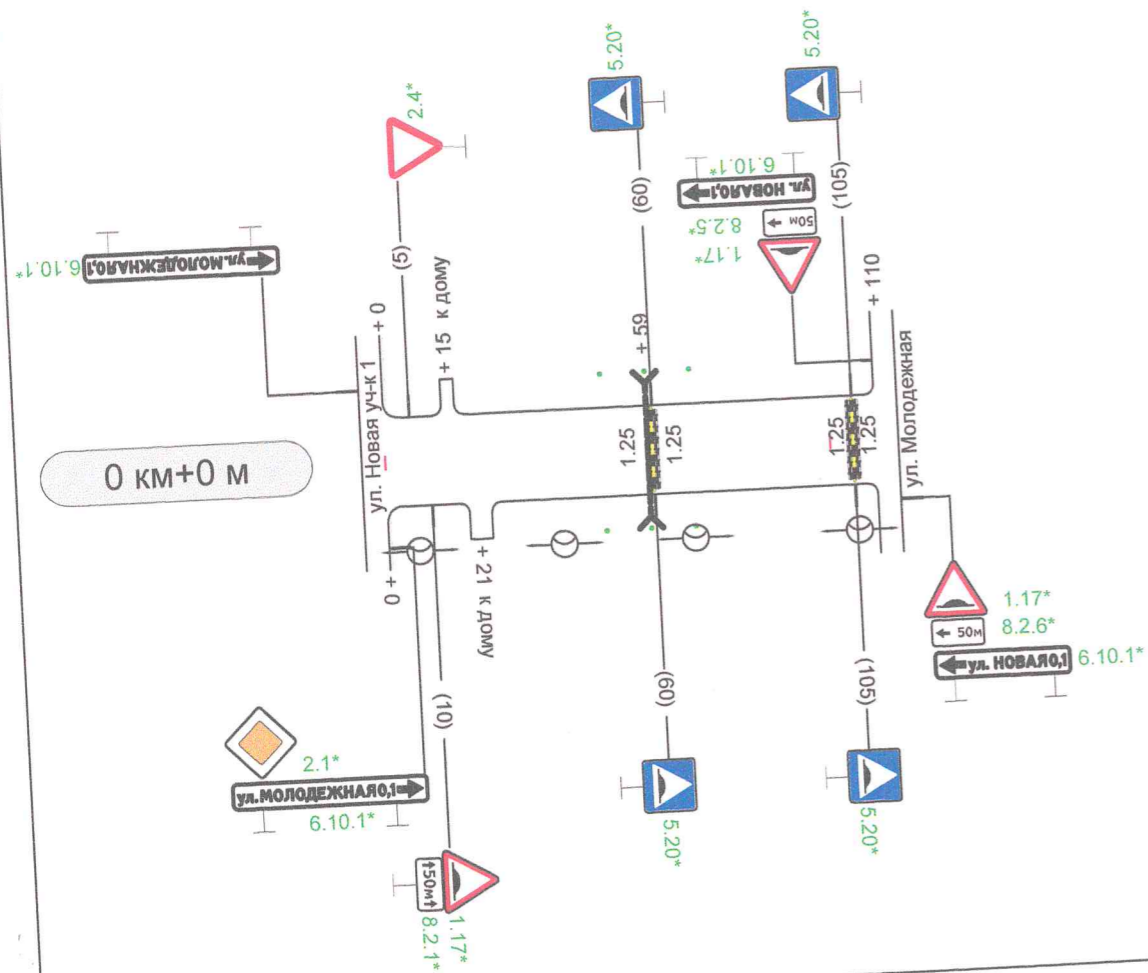 5.20*
5.20*
2.4*
6.10.1*
ул. НОВАЯ0,1
6.10.1*
ул.МОЛОДЕЖНАЯ0,1
(5)
(60)
(105)
50м
8.2.5*
1.17*
+ 0
+ 15 к дому
+ 59
+ 110
ул. Новая уч-к 1
0 км+0 м
1.25
1.25
1.25
1.25
ул. Молодежная
+ 0
+ 21 к дому
1.17*
50м
8.2.6*
ул. НОВАЯ0,1
6.10.1*
(10)
(60)
(105)
2.1*
ул.МОЛОДЕЖНАЯ0,1
6.10.1*
5.20*
5.20*
50м
8.2.1*
1.17*